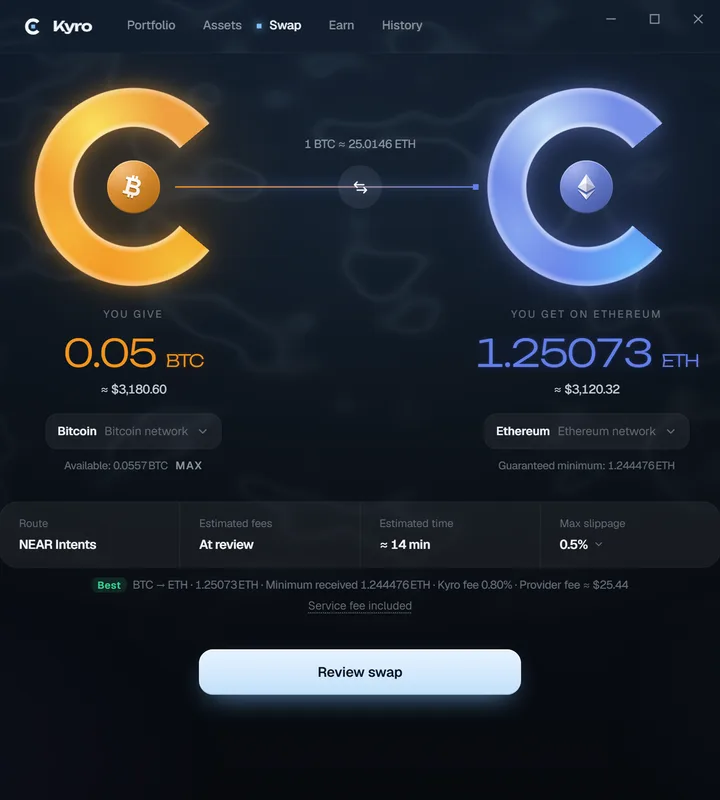 Kyro Portfolio Assets Swap Earn History
1 BTC ≈ 25.0146 ETH
YOU GIVE
0.05 BTC
≈ $3,180.60
Bitcoin Bitcoin network
Available: 0.0557 BTC MAX
YOU GET ON ETHEREUM
1.25073 ETH
≈ $3,120.32
Ethereum Ethereum network
Guaranteed minimum: 1.244476 ETH
Route
NEAR Intents
Estimated fees
At review
Estimated time
≈ 14 min
Max slippage
0.5%
Best BTC → ETH · 1.25073 ETH · Minimum received 1.244476 ETH · Kyro fee 0.80% · Provider fee ≈ $25.44
Service fee included
Review swap